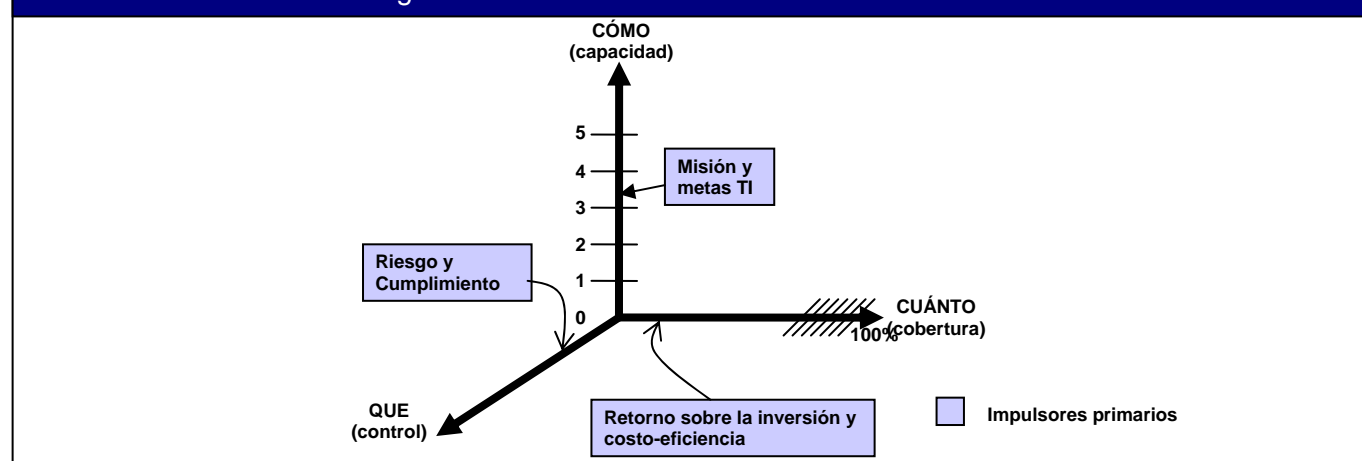 CÓMO
(capacidad)
5
4
3
2
1
0
Misión y
metas TI
Riesgo y
Cumplimiento
CUÁNTO
(cobertura)
100%
QUE
(control)
Retorno sobre la inversión y
costo-eficiencia
Impulsores primarios